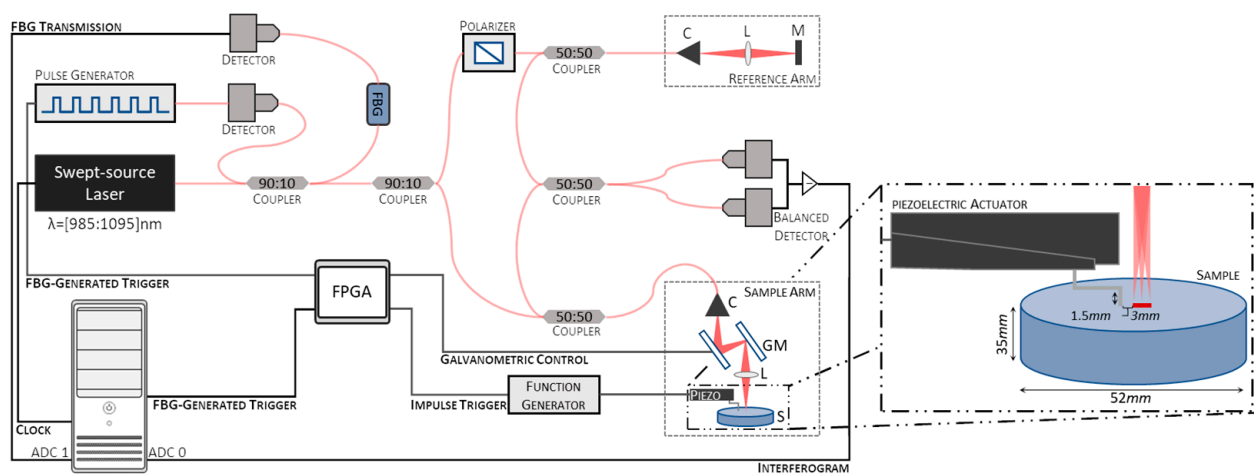 FBG TRANSMISSION
DETECTOR
PULSE GENERATOR
DETECTOR
FBG
Swept-source
Laser
λ=[985:1095]nm
90:10
COUPLER
90:10
COUPLER
POLARIZER
50:50
COUPLER
C
L
M
REFERENCE ARM
50:50
COUPLER
BALANCED
DETECTOR
FBG-GENERATED TRIGGER
FPGA
50:50
COUPLER
SAMPLE ARM
C
GM
L
GALVANOMETRIC CONTROL
FBG-GENERATED TRIGGER
IMPULSE TRIGGER
FUNCTION
GENERATOR
PIEZO
S
CLOCK
ADC 1
ADC 0
INTERFEROGRAM
PIEZOELECTRIC ACTUATOR
SAMPLE
1.5mm
3mm
35mm
52mm